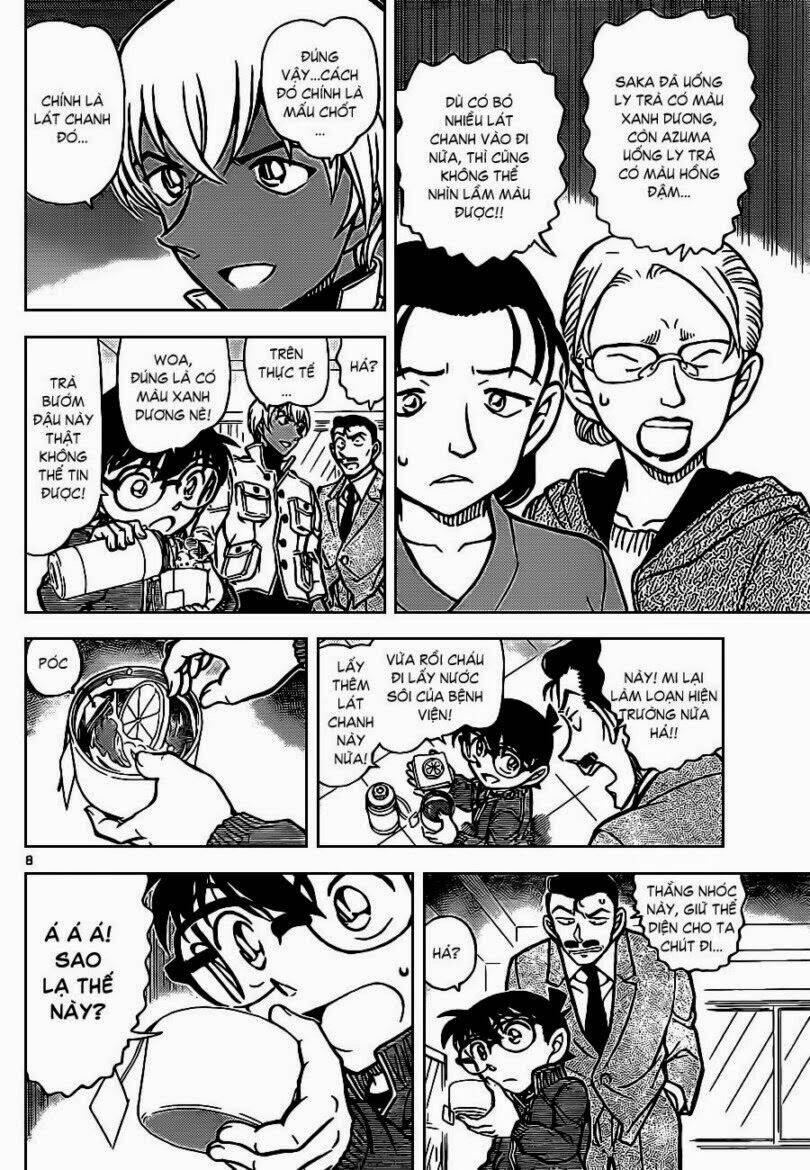 SAKA ĐÃ UỐNG
LY TRÀ CÓ MÀU
XANH DƯƠNG,
CÒN AZUMA
UỐNG LY TRÀ
CÓ MÀU HỒNG
ĐẬM...
DÙ CÓ BỎ
NHIỀU LÁT
CHANH VÀO ĐI
NỮA, THÌ CŨNG
KHÔNG THỂ
NHÌN LẦM MÀU
ĐƯỢC!!
ĐÚNG
VẬY...CÁCH
ĐÓ CHÍNH LÀ
MẤU CHỐT
...
CHÍNH LÀ
LÁT CHANH
ĐÓ...
HẢ?
TRÊN
THỰC TẾ
...
WOA,
ĐÚNG LÀ CÓ
MÀU XANH
DƯƠNG NÈ!
TRÀ
BƯỚM
ĐẬU NÀY
THẬT
KHÔNG
THỂ TIN
ĐƯỢC!
NÀY! MI LẠI
LÀM LOẠN HIỆN
TRƯỜNG NỮA
HẢ!!
VỪA RỒI CHÁU
ĐI LẤY NƯỚC
SÔI CỦA BỆNH
VIỆN!
LẤY
THÊM
LÁT
CHANH
NÀY
NỮA!
PÓC
8
THẰNG NHÓC
NÀY, GIỮ THỂ
DIỆN CHO TA
CHÚT ĐI...
HẢ?
Á Á Á!
SAO
LẠ THẾ
NÀY?